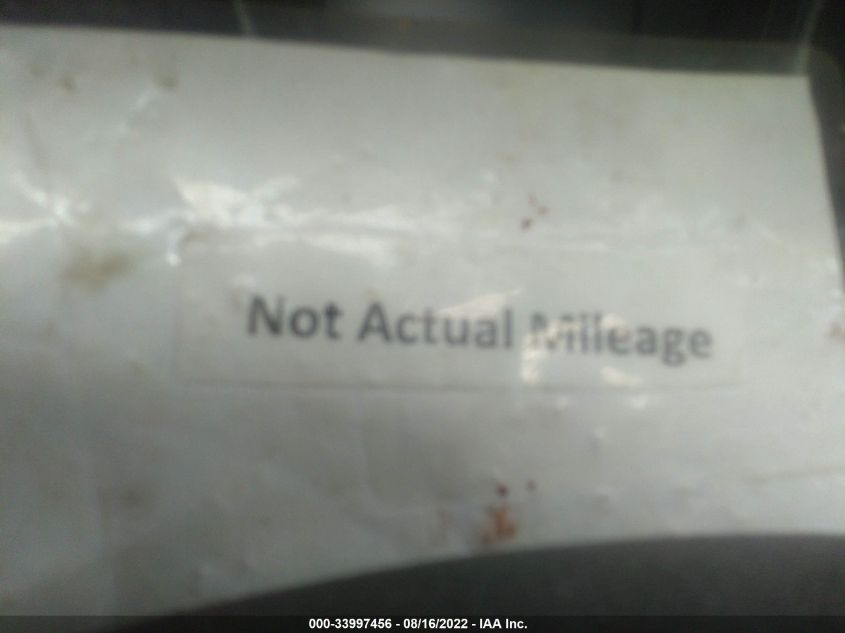 Not Actual Mileage
000-33997456 - 08/16/2022 - IAA Inc.